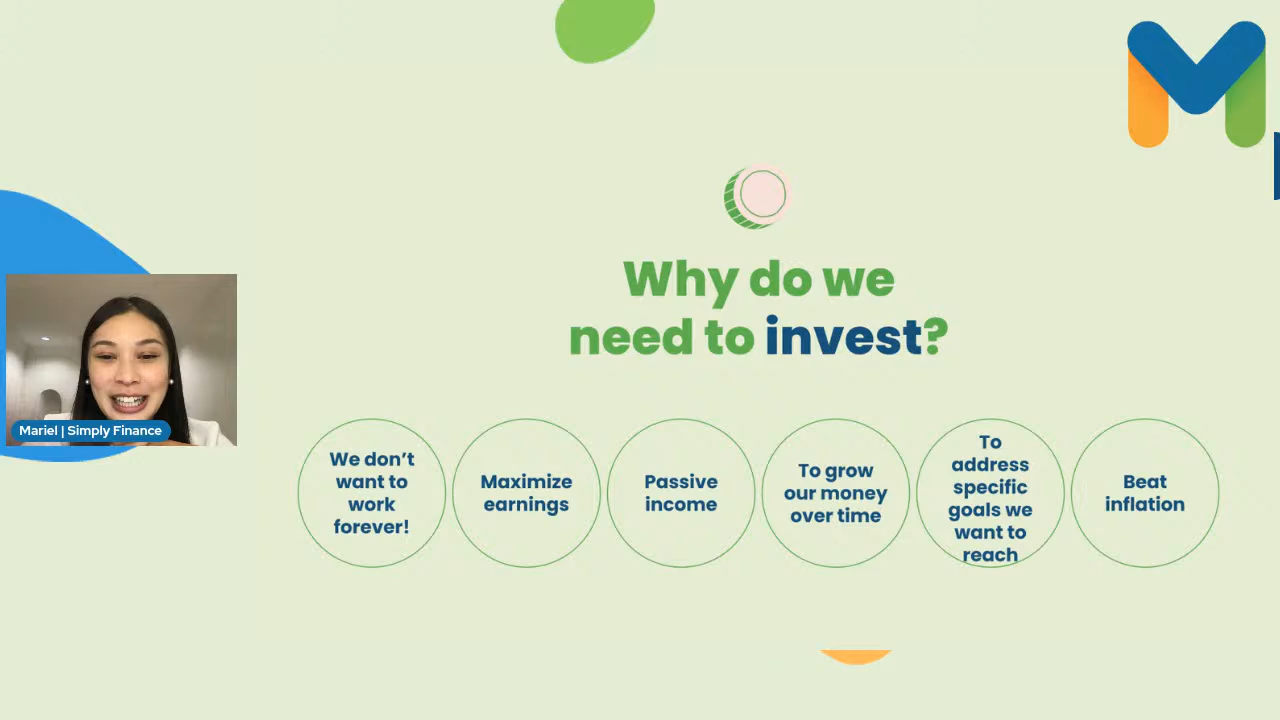 Why do we
need to invest?
Mariel | Simply Finance
We don’t
want to
work
forever!
Maximize
earnings
Passive
income
To grow
our money
over time
To
address
specific
goals we
want to
reach
Beat
inflation